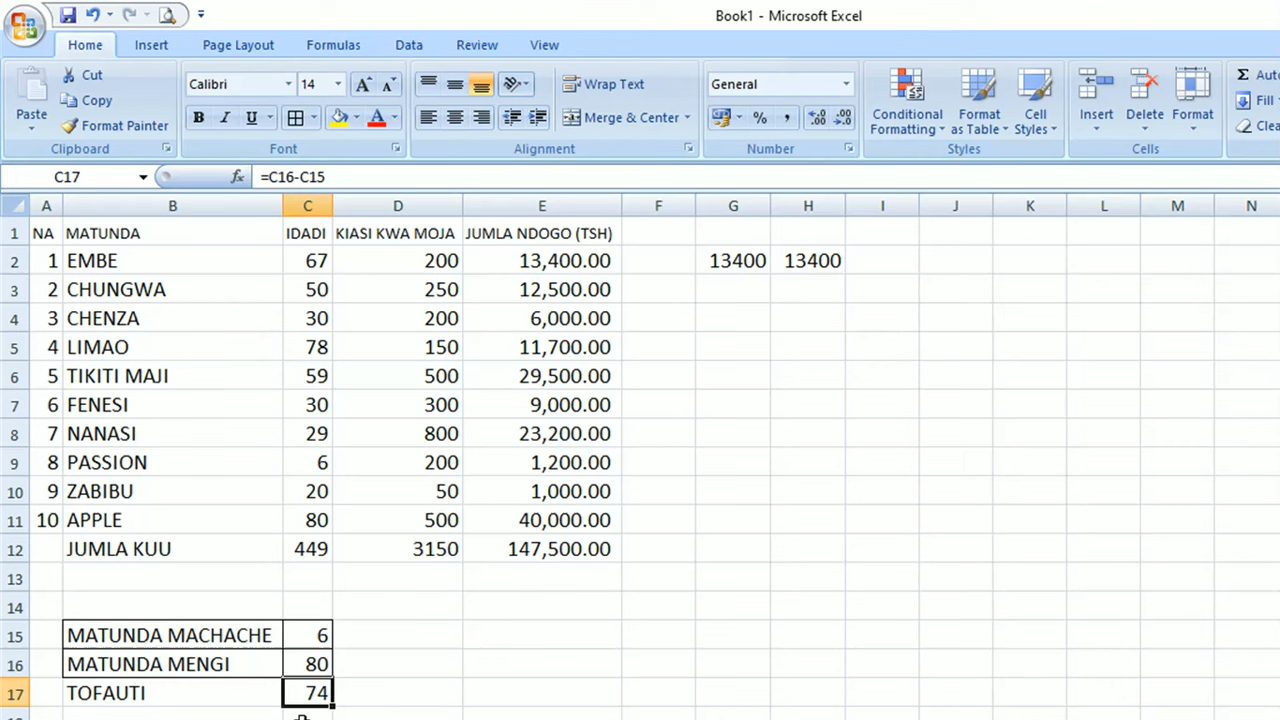 Book1 - Microsoft Excel
Home Insert Page Layout Formulas Data Review View
Paste
Cut
Copy
Format Painter
Clipboard
Calibri 14 A A
B I U A
Font
Wrap Text
Merge & Center
Alignment
General
% , .00 .0
Number
Conditional Formatting
Format as Table
Cell Styles
Styles
Insert Delete Format
Cells
Σ
Fill
C17 fx =C16-C15
A B C D E F G H I J K L M N
1 NA MATUNDA IDADI KIASI KWA MOJA JUMLA NDOGO (TSH)
2 1 EMBE 67 200 13,400.00 13400 13400
3 2 CHUNGWA 50 250 12,500.00
4 3 CHENZA 30 200 6,000.00
5 4 LIMAO 78 150 11,700.00
6 5 TIKITI MAJI 59 500 29,500.00
7 6 FENESI 30 300 9,000.00
8 7 NANASI 29 800 23,200.00
9 8 PASSION 6 200 1,200.00
10 9 ZABIBU 20 50 1,000.00
11 10 APPLE 80 500 40,000.00
12 JUMLA KUU 449 3150 147,500.00
13
14
15 MATUNDA MACHACHE 6
16 MATUNDA MENGI 80
17 TOFAUTI 74